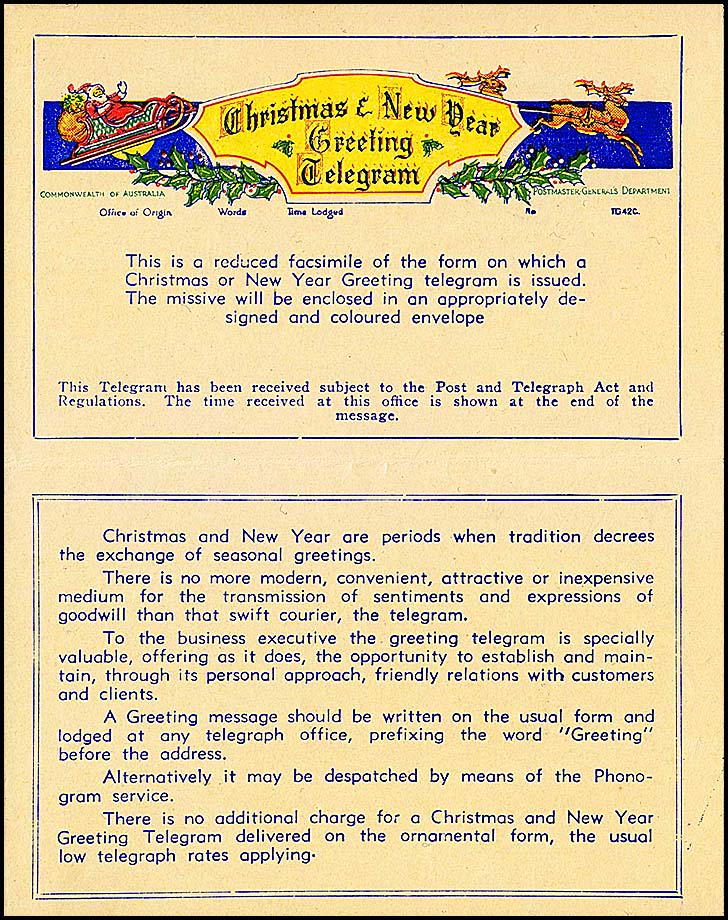 Christmas & New Year
Greeting
Telegram
COMMONWEALTH OF AUSTRALIA
POSTMASTER-GENERAL'S DEPARTMENT
Office of Origin Words Time Lodged No TG42C.
This is a reduced facsimile of the form on which a
Christmas or New Year Greeting telegram is issued.
The missive will be enclosed in an appropriately de-
signed and coloured envelope
This Telegram has been received subject to the Post and Telegraph Act and
Regulations. The time received at this office is shown at the end of the
message.
Christmas and New Year are periods when tradition decrees
the exchange of seasonal greetings.
There is no more modern, convenient, attractive or inexpensive
medium for the transmission of sentiments and expressions of
goodwill than that swift courier, the telegram.
To the business executive the greeting telegram is specially
valuable, offering as it does, the opportunity to establish and main-
tain, through its personal approach, friendly relations with customers
and clients.
A Greeting message should be written on the usual form and
lodged at any telegraph office, prefixing the word "Greeting"
before the address.
Alternatively it may be despatched by means of the Phono-
gram service.
There is no additional charge for a Christmas and New Year
Greeting Telegram delivered on the ornamental form, the usual
low telegraph rates applying.